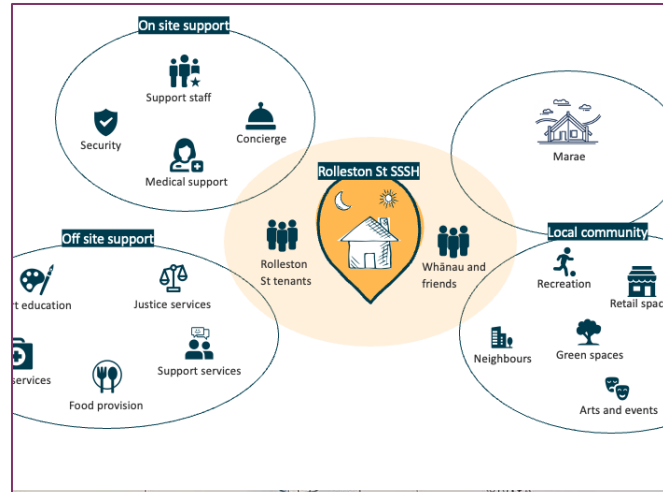 On site support
Support staff
Security
Concierge
Medical support
Rolleston St SSSH
Rolleston
St tenants
Whānau and
friends
Marae
Off site support
rt education
Justice services
services
Support services
Food provision
Local community
Recreation
Retail spac
Neighbours
Green spaces
Arts and events